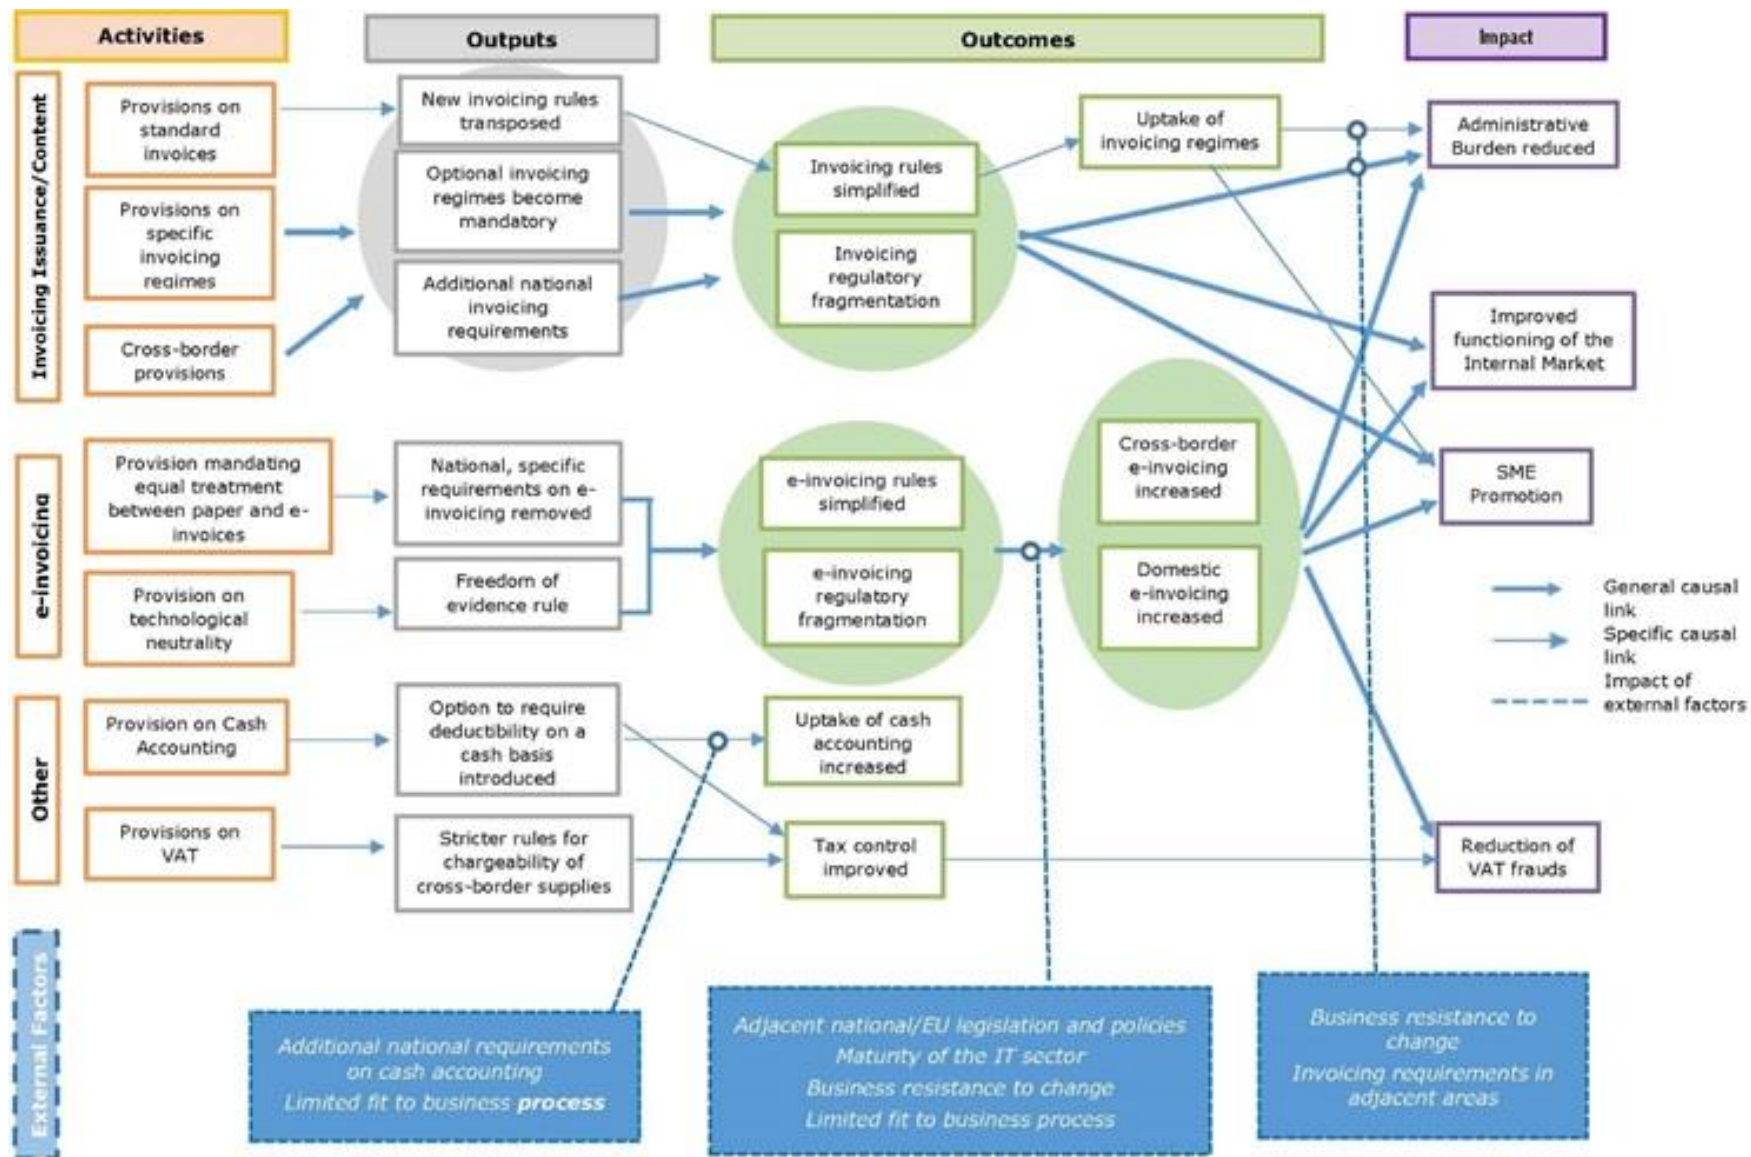 Activities
Outputs
Outcomes
Impact
Invoicing Issuance/Content
Provisions on
standard
invoices
Provisions on
specific
invoicing
regimes
Cross-border
provisions
New invoicing rules
transposed
Optional invoicing
regimes become
mandatory
Additional national
invoicing
requirements
Invoicing rules
simplified
Invoicing
regulatory
fragmentation
Uptake of
invoicing regimes
Administrative
Burden reduced
Improved
functioning of the
Internal Market
SME
Promotion
e-invoicing
Provision mandating
equal treatment
between paper and e-
invoices
Provision on
technological
neutrality
National, specific
requirements on e-
invoicing removed
Freedom of
evidence rule
e-invoicing rules
simplified
e-invoicing
regulatory
fragmentation
Cross-border
e-invoicing
increased
Domestic
e-invoicing
increased
General causal
link
Specific causal
link
Impact of
external factors
Other
Provision on Cash
Accounting
Provisions on
VAT
Option to require
deductibility on a
cash basis
introduced
Stricter rules for
chargeability of
cross-border supplies
Uptake of cash
accounting
increased
Tax control
improved
Reduction of
VAT frauds
External Factors
Additional national requirements
on cash accounting
Limited fit to business process
Adjacent national/EU legislation and policies
Maturity of the IT sector
Business resistance to change
Limited fit to business process
Business resistance to
change
Invoicing requirements in
adjacent areas